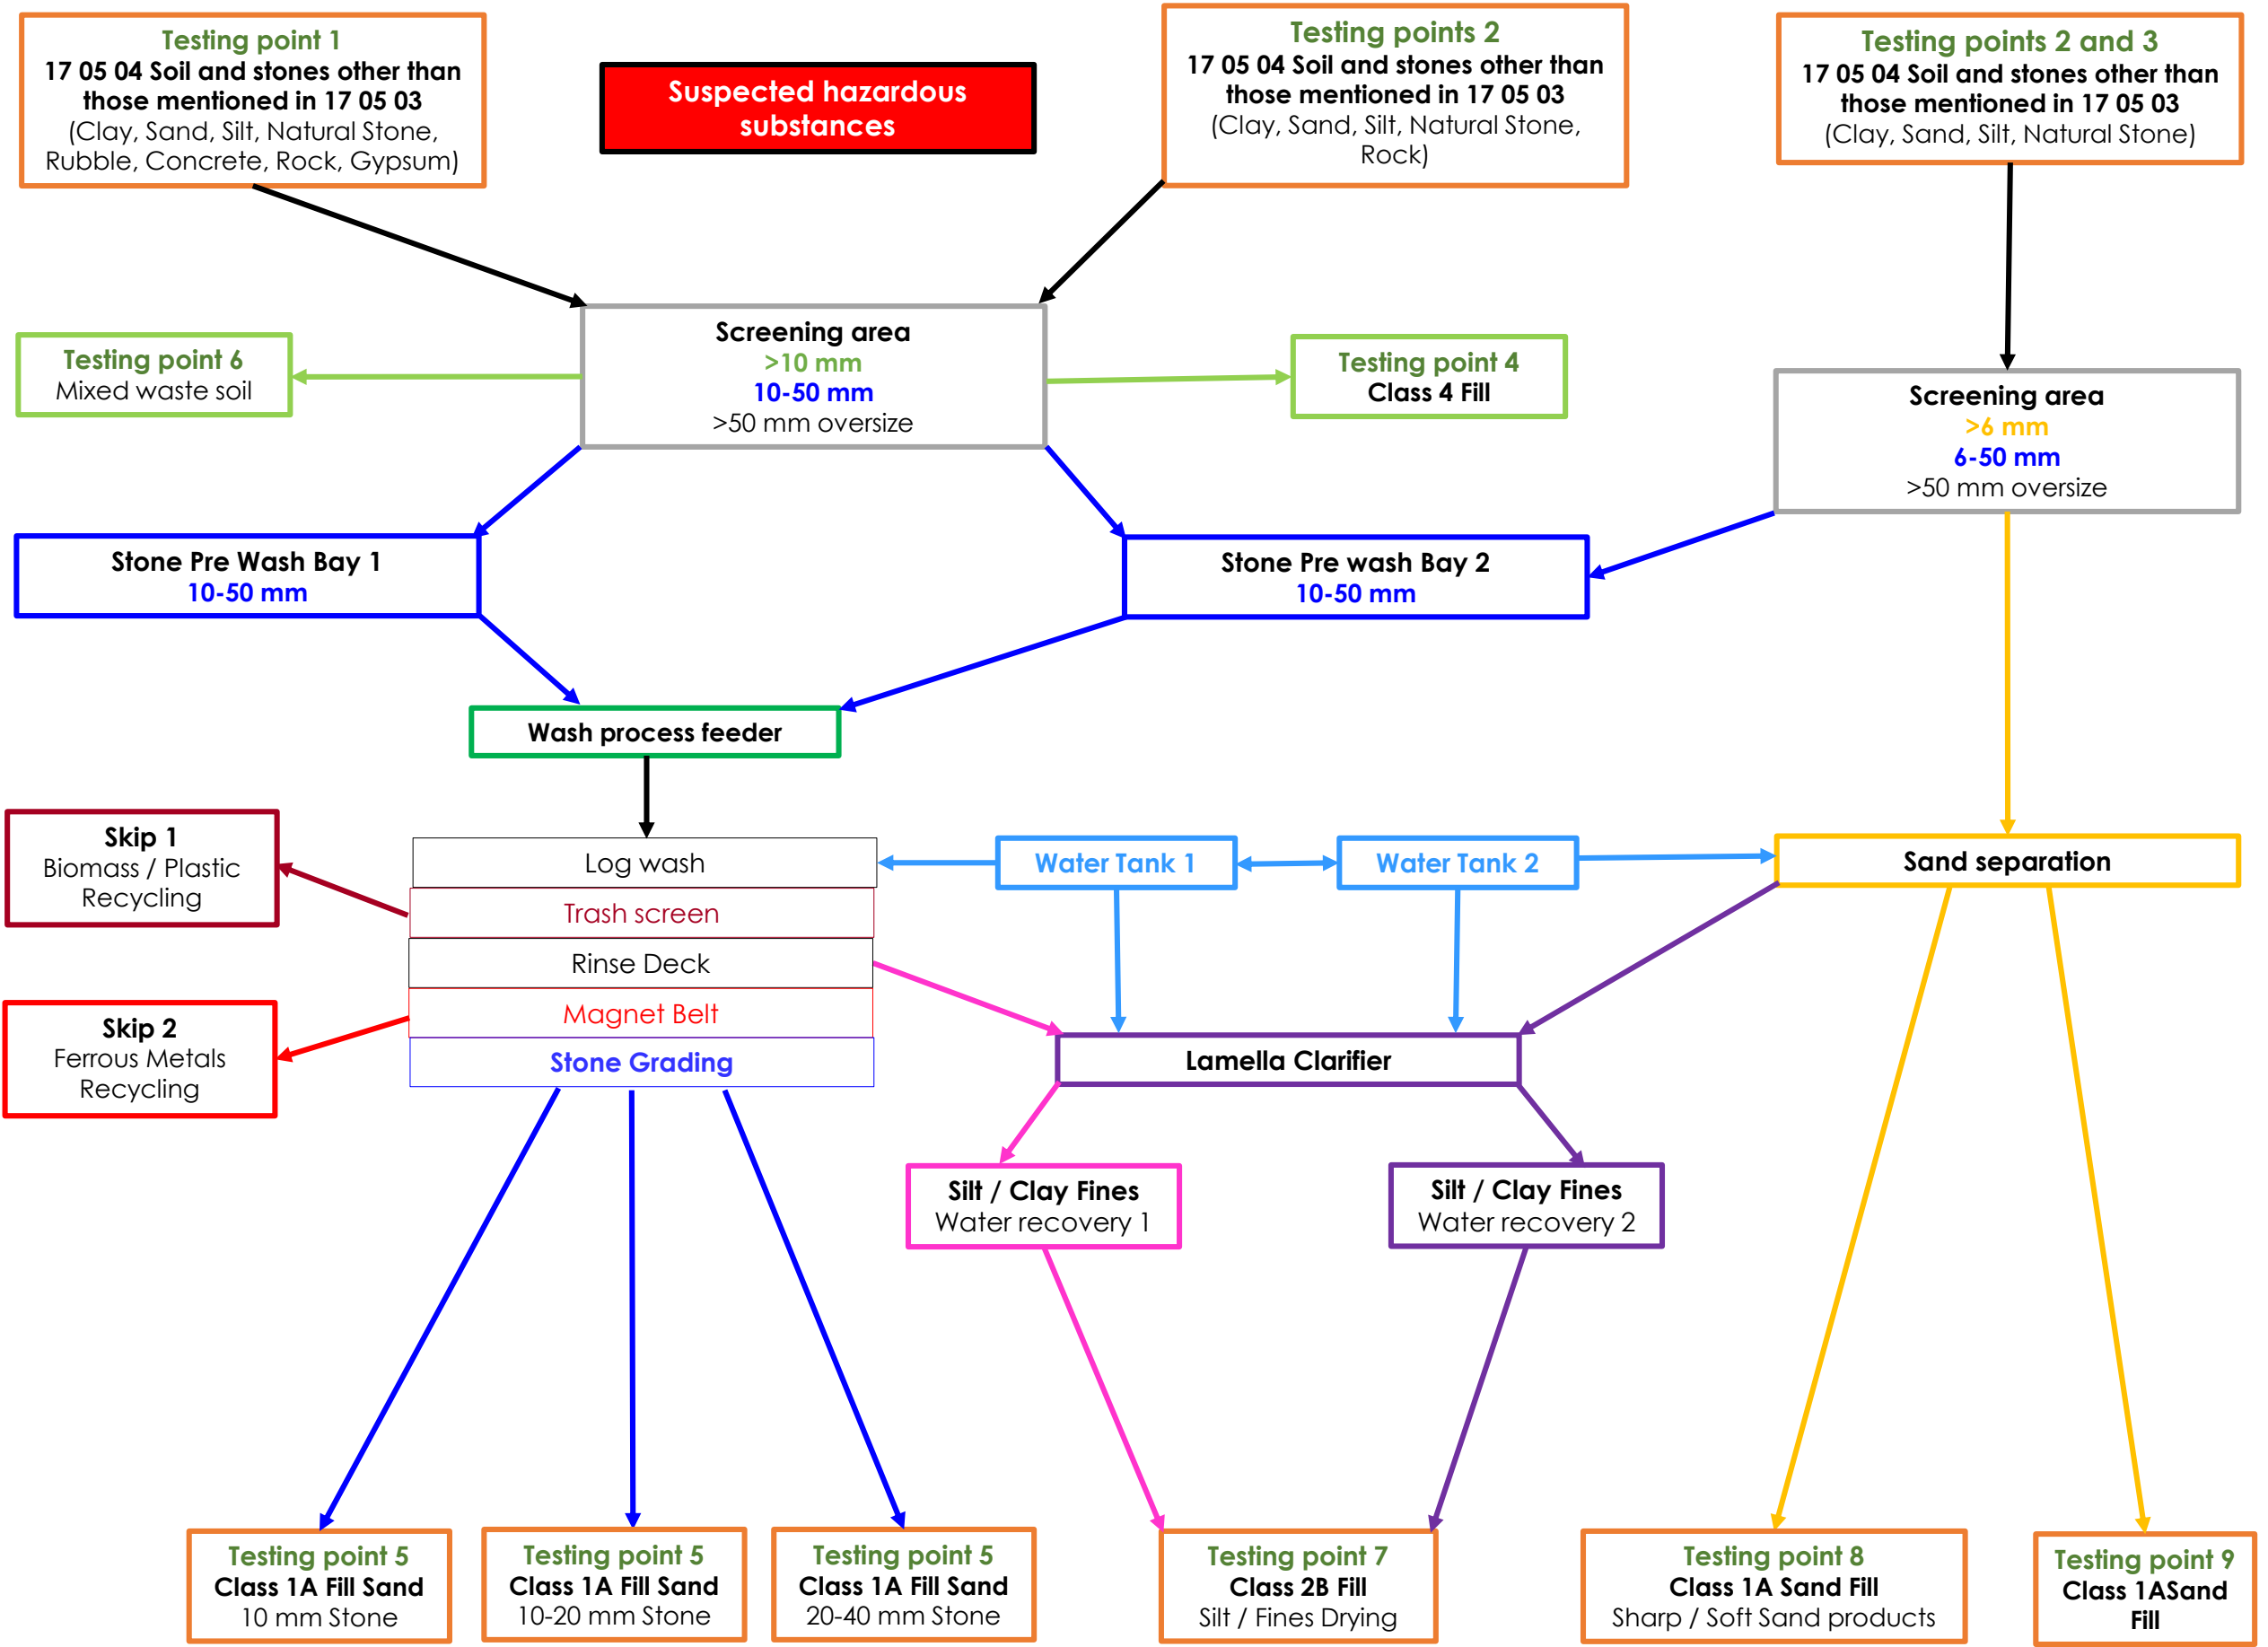 Testing point 1
17 05 04 Soil and stones other than
those mentioned in 17 05 03
(Clay, Sand, Silt, Natural Stone,
Rubble, Concrete, Rock, Gypsum)
Suspected hazardous
substances
Testing points 2
17 05 04 Soil and stones other than
those mentioned in 17 05 03
(Clay, Sand, Silt, Natural Stone,
Rock)
Testing points 2 and 3
17 05 04 Soil and stones other than
those mentioned in 17 05 03
(Clay, Sand, Silt, Natural Stone)
Testing point 6
Mixed waste soil
Screening area
>10 mm
10-50 mm
>50 mm oversize
Testing point 4
Class 4 Fill
Screening area
>6 mm
6-50 mm
>50 mm oversize
Stone Pre Wash Bay 1
10-50 mm
Stone Pre wash Bay 2
10-50 mm
Wash process feeder
Skip 1
Biomass / Plastic
Recycling
Log wash
Trash screen
Rinse Deck
Magnet Belt
Stone Grading
Water Tank 1
Water Tank 2
Sand separation
Skip 2
Ferrous Metals
Recycling
Lamella Clarifier
Silt / Clay Fines
Water recovery 1
Silt / Clay Fines
Water recovery 2
Testing point 5
Class 1A Fill Sand
10 mm Stone
Testing point 5
Class 1A Fill Sand
10-20 mm Stone
Testing point 5
Class 1A Fill Sand
20-40 mm Stone
Testing point 7
Class 2B Fill
Silt / Fines Drying
Testing point 8
Class 1A Sand Fill
Sharp / Soft Sand products
Testing point 9
Class 1ASand
Fill